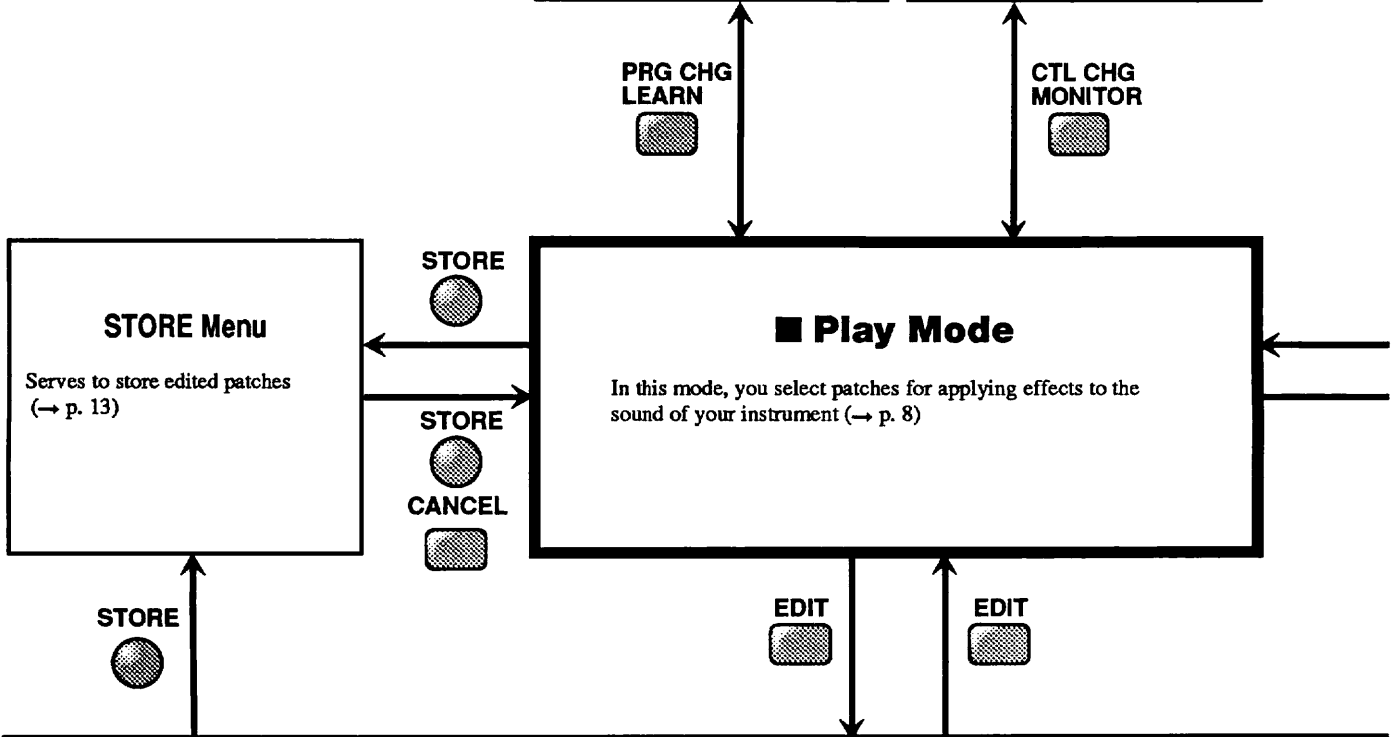 PRG CHG
LEARN
CTL CHG
MONITOR
STORE
STORE Menu
Serves to store edited patches
(→ p. 13)
STORE
CANCEL
■ Play Mode
In this mode, you select patches for applying effects to the
sound of your instrument (→ p. 8)
STORE
EDIT
EDIT